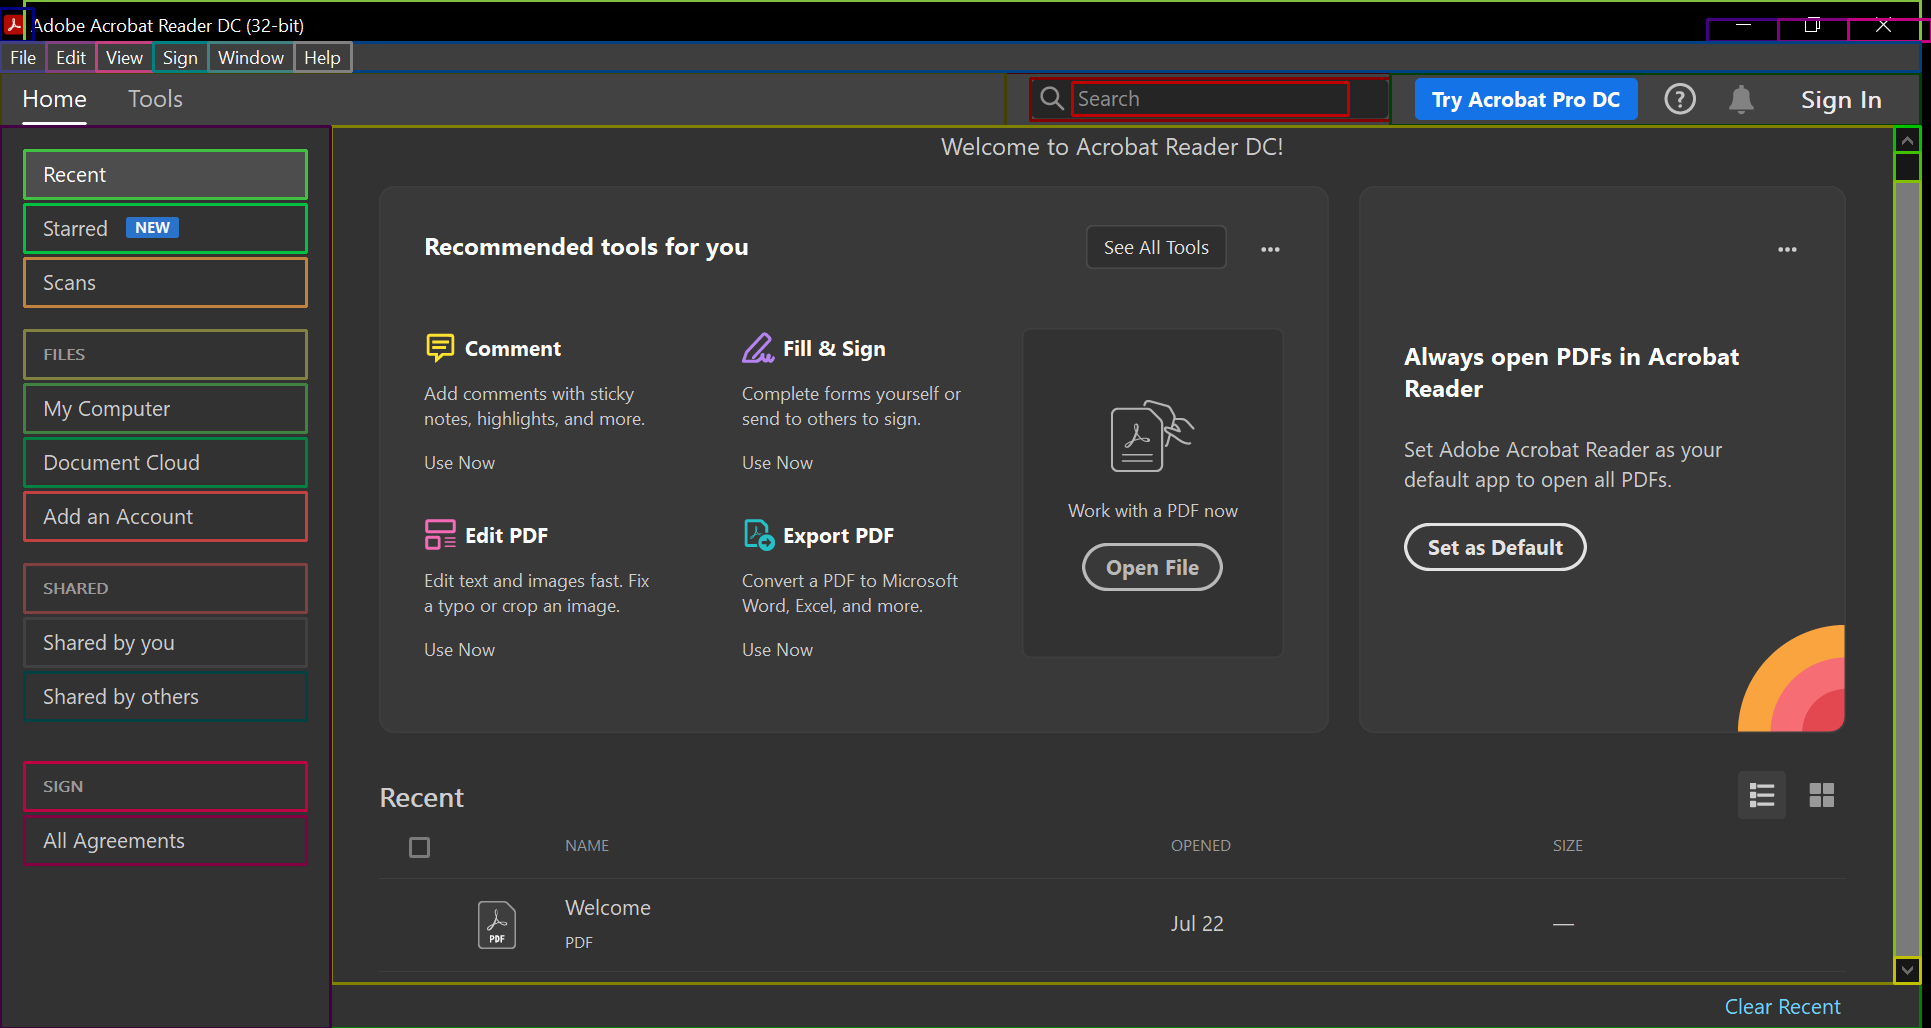 Adobe Acrobat Reader DC (32-bit)
File Edit View Sign Window Help
Home Tools Search Try Acrobat Pro DC ? Sign In
Welcome to Acrobat Reader DC!
Recent
Starred NEW
Scans
FILES
My Computer
Document Cloud
Add an Account
SHARED
Shared by you
Shared by others
SIGN
All Agreements
Recommended tools for you
See All Tools
Comment
Add comments with sticky
notes, highlights, and more.
Use Now
Fill & Sign
Complete forms yourself or
send to others to sign.
Use Now
Edit PDF
Edit text and images fast. Fix
a typo or crop an image.
Use Now
Export PDF
Convert a PDF to Microsoft
Word, Excel, and more.
Use Now
Work with a PDF now
Open File
Always open PDFs in Acrobat
Reader
Set Adobe Acrobat Reader as your
default app to open all PDFs.
Set as Default
Recent
NAME OPENED SIZE
PDF
Welcome Jul 22 —
PDF
Clear Recent